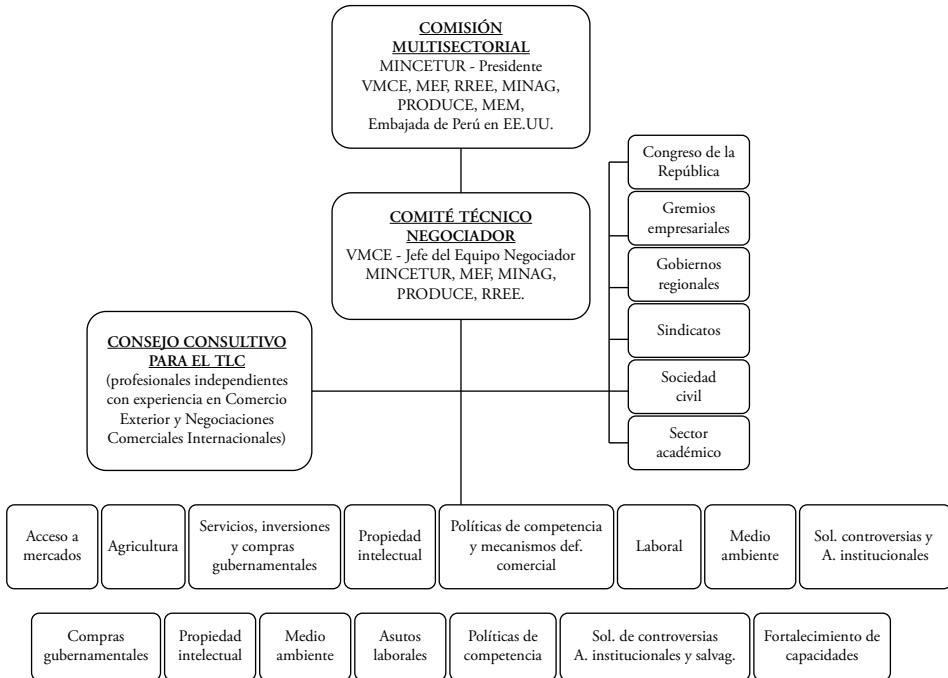 COMISIÓN
MULTISECTORIAL
MINCETUR - Presidente
VMCE, MEF, RREE, MINAG,
PRODUCE, MEM,
Embajada de Perú en EE.UU.
Congreso de la
República
Gremios
empresariales
Gobiernos
regionales
Sindicatos
Sociedad
civil
Sector
académico
COMITÉ TÉCNICO
NEGOCIADOR
VMCE - Jefe del Equipo Negociador
MINCETUR, MEF, MINAG,
PRODUCE, RREE.
CONSEJO CONSULTIVO
PARA EL TLC
(profesionales independientes
con experiencia en Comercio
Exterior y Negociaciones
Comerciales Internacionales)
Acceso a
mercados
Agricultura
Servicios, inversiones
y compras
gubernamentales
Propiedad
intelectual
Políticas de competencia
y mecanismos def.
comercial
Laboral
Medio
ambiente
Sol. controversias y
A. institucionales
Compras
gubernamentales
Propiedad
intelectual
Medio
ambiente
Asutos
laborales
Políticas de
competencia
Sol. de controversias
A. institucionales y salvag.
Fortalecimiento de
capacidades